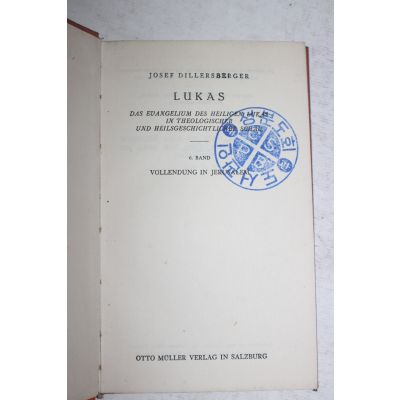 JOSEF DILLERSBERGER
LUKAS
DAS EUANGELIUM DES HEILIGEN LUKAS
IN THEOLOGISCHER
UND HEILSGESCHICHTLICHER SCHAU
6. BAND
VOLLENDUNG IN JERUSALEM
OTTO MÜLLER VERLAG IN SALZBURG